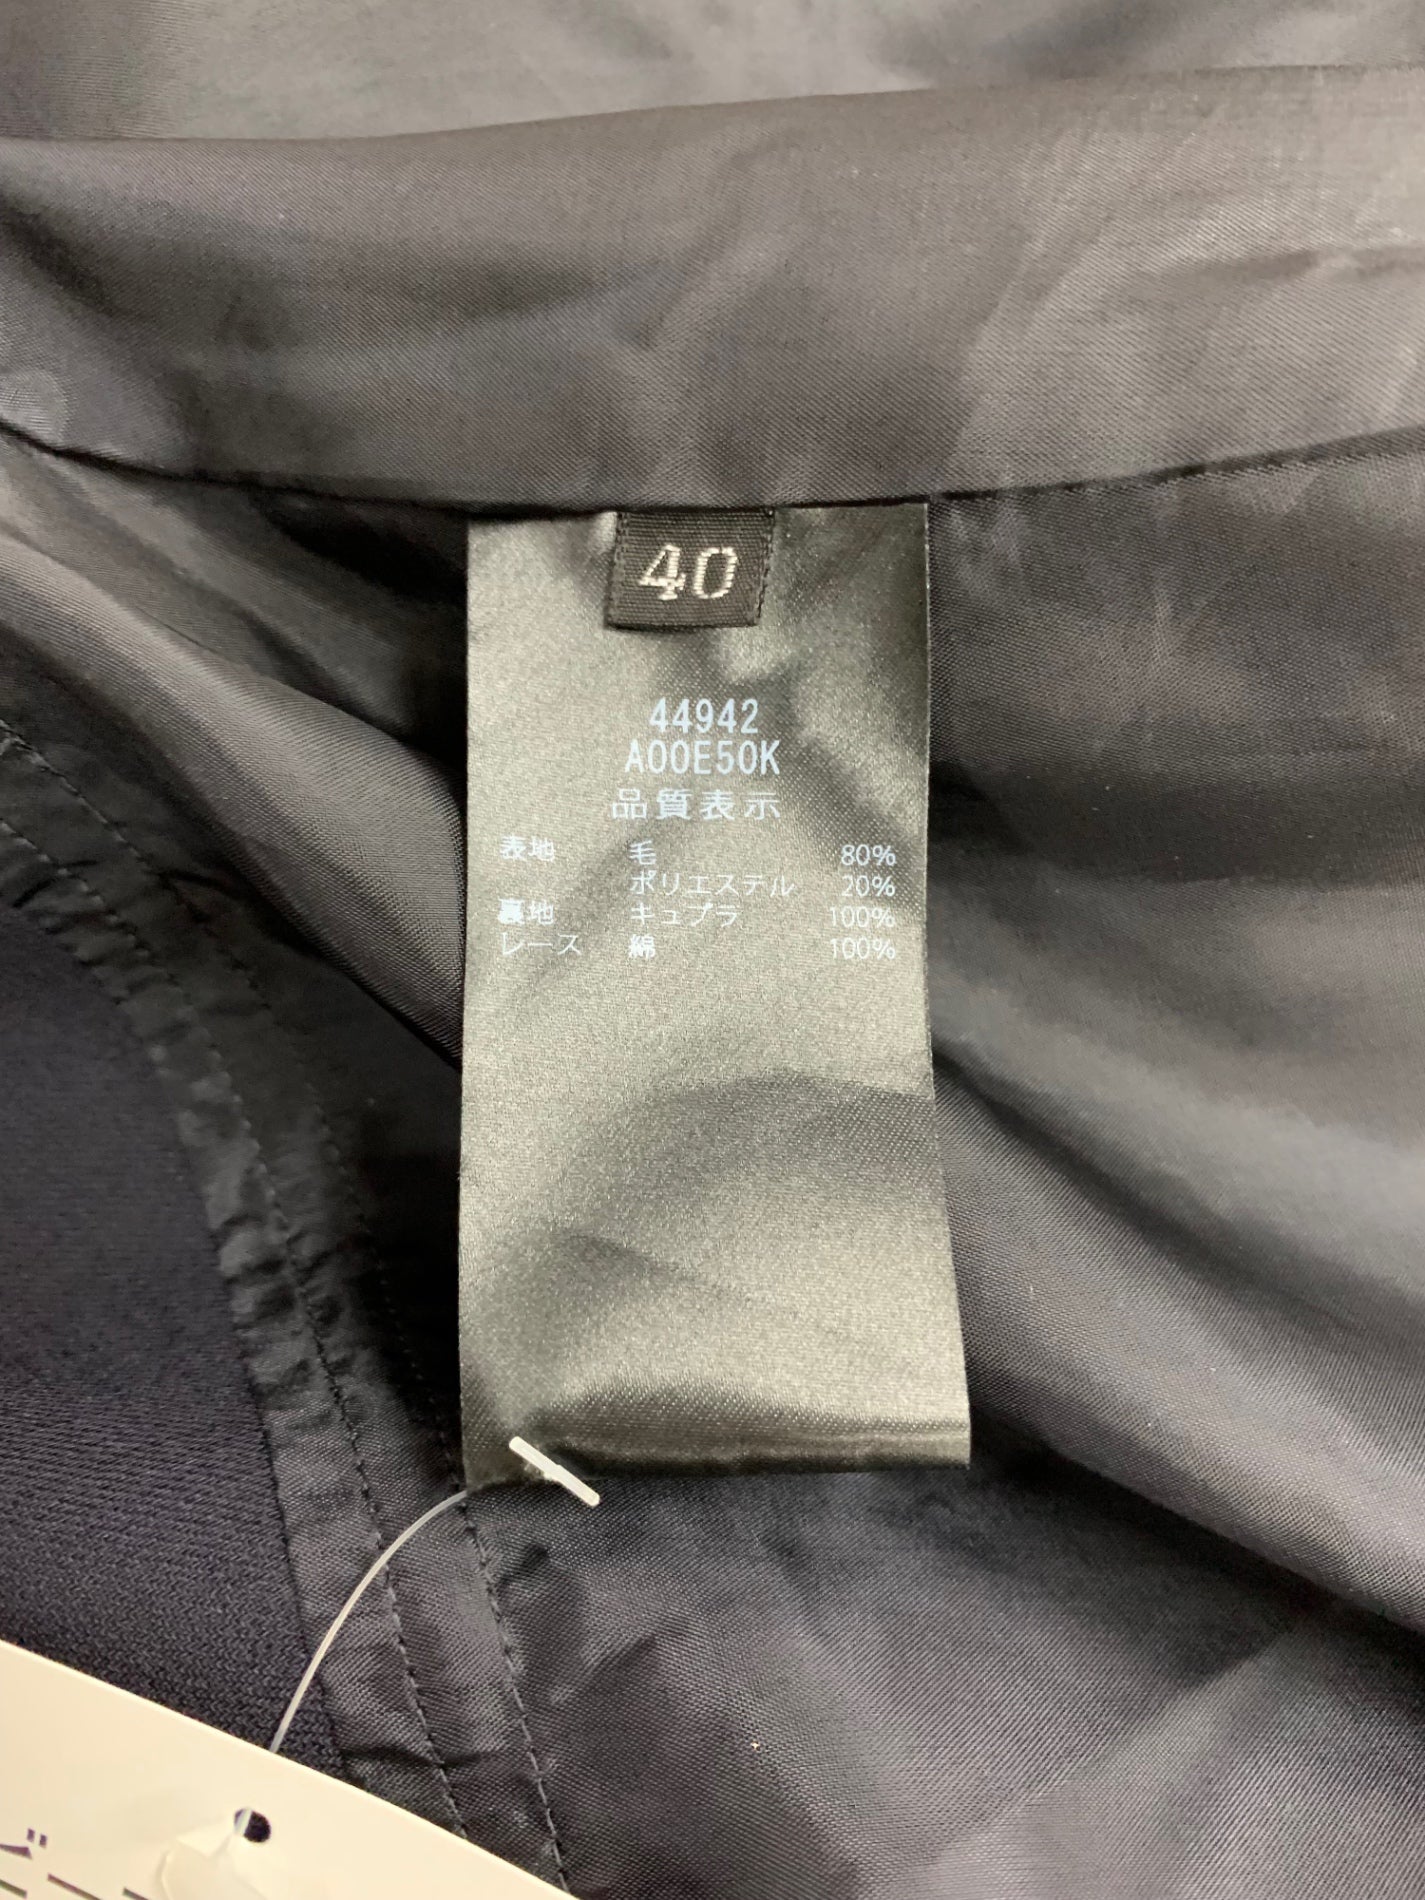 40
44942
A00E50K
品質表示
表地 毛 80%
ポリエステル 20%
裏地 キュプラ 100%
レース 綿 100%